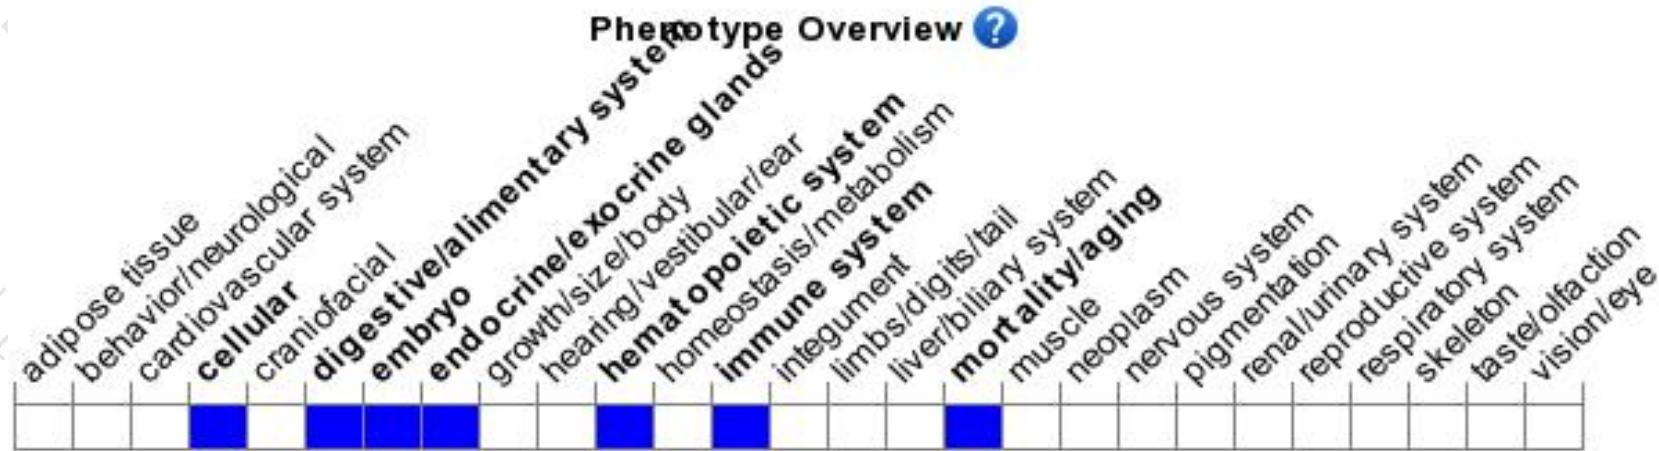 Phenotype Overview ?
adipose tissue
behavior/neurological
cardiovascular system
cellular
craniofacial
digestive/alimentary system
embryo
endocrine/exocrine glands
growth/size/body
hearing/vestibular/ear
hematopoietic system
homeostasis/metabolism
immune system
integument
limbs/digits/tail
liver/biliary system
mortality/aging
muscle
neoplasm
nervous system
pigmentation
renal/urinary system
reproductive system
respiratory system
skeleton
taste/olfaction
vision/eye